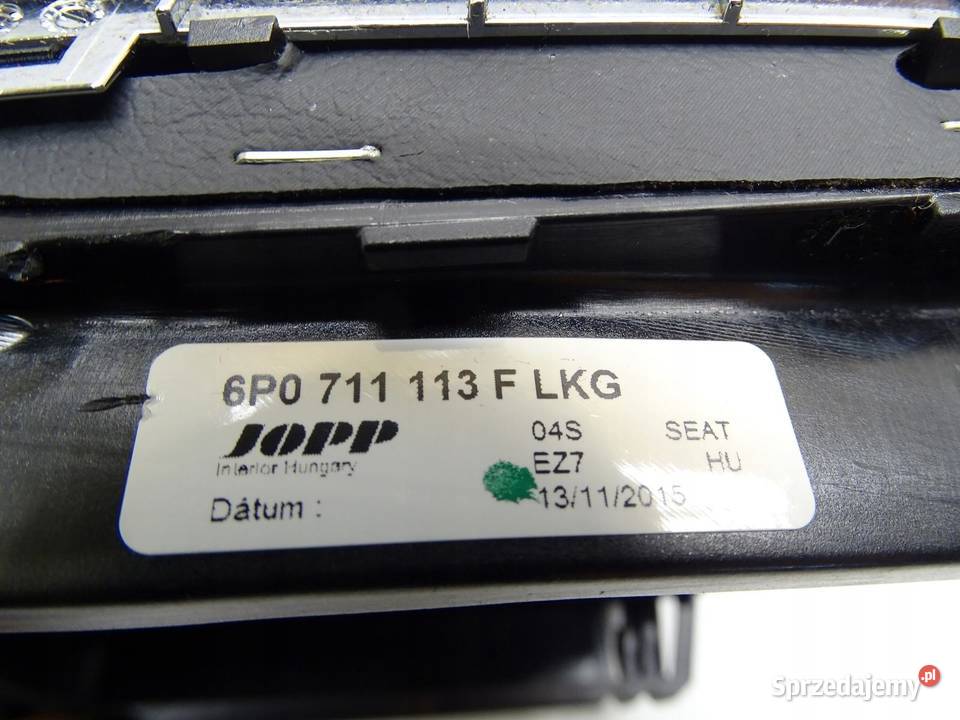 6P0 711 113 F LKG
JOPP
Interior Hungary
04S SEAT
EZ7 HU
Dátum : 13/11/2015
Sprzedajemy.pl